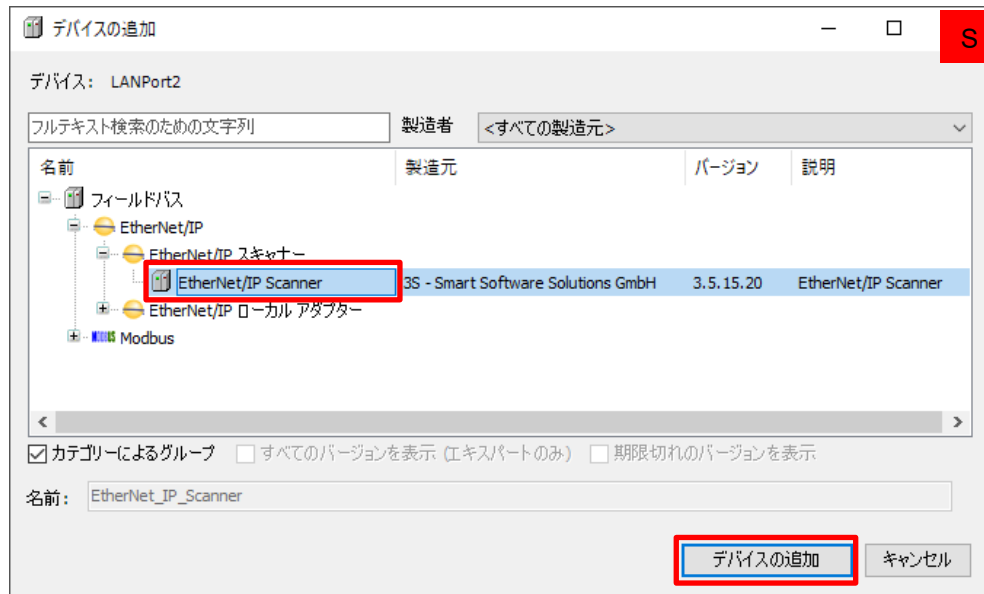 デバイスの追加
S
デバイス: LANPort2
フルテキスト検索のための文字列 製造者 <すべての製造元>
名前 製造元 バージョン 説明
フィールドバス
EtherNet/IP
EtherNet/IP スキャナー
EtherNet/IP Scanner 3S - Smart Software Solutions GmbH 3.5.15.20 EtherNet/IP Scanner
EtherNet/IP ローカル アダプター
Modbus
カテゴリーによるグループ すべてのバージョンを表示 (エキスパートのみ) 期限切れのバージョンを表示
名前: EtherNet_IP_Scanner
デバイスの追加 キャンセル